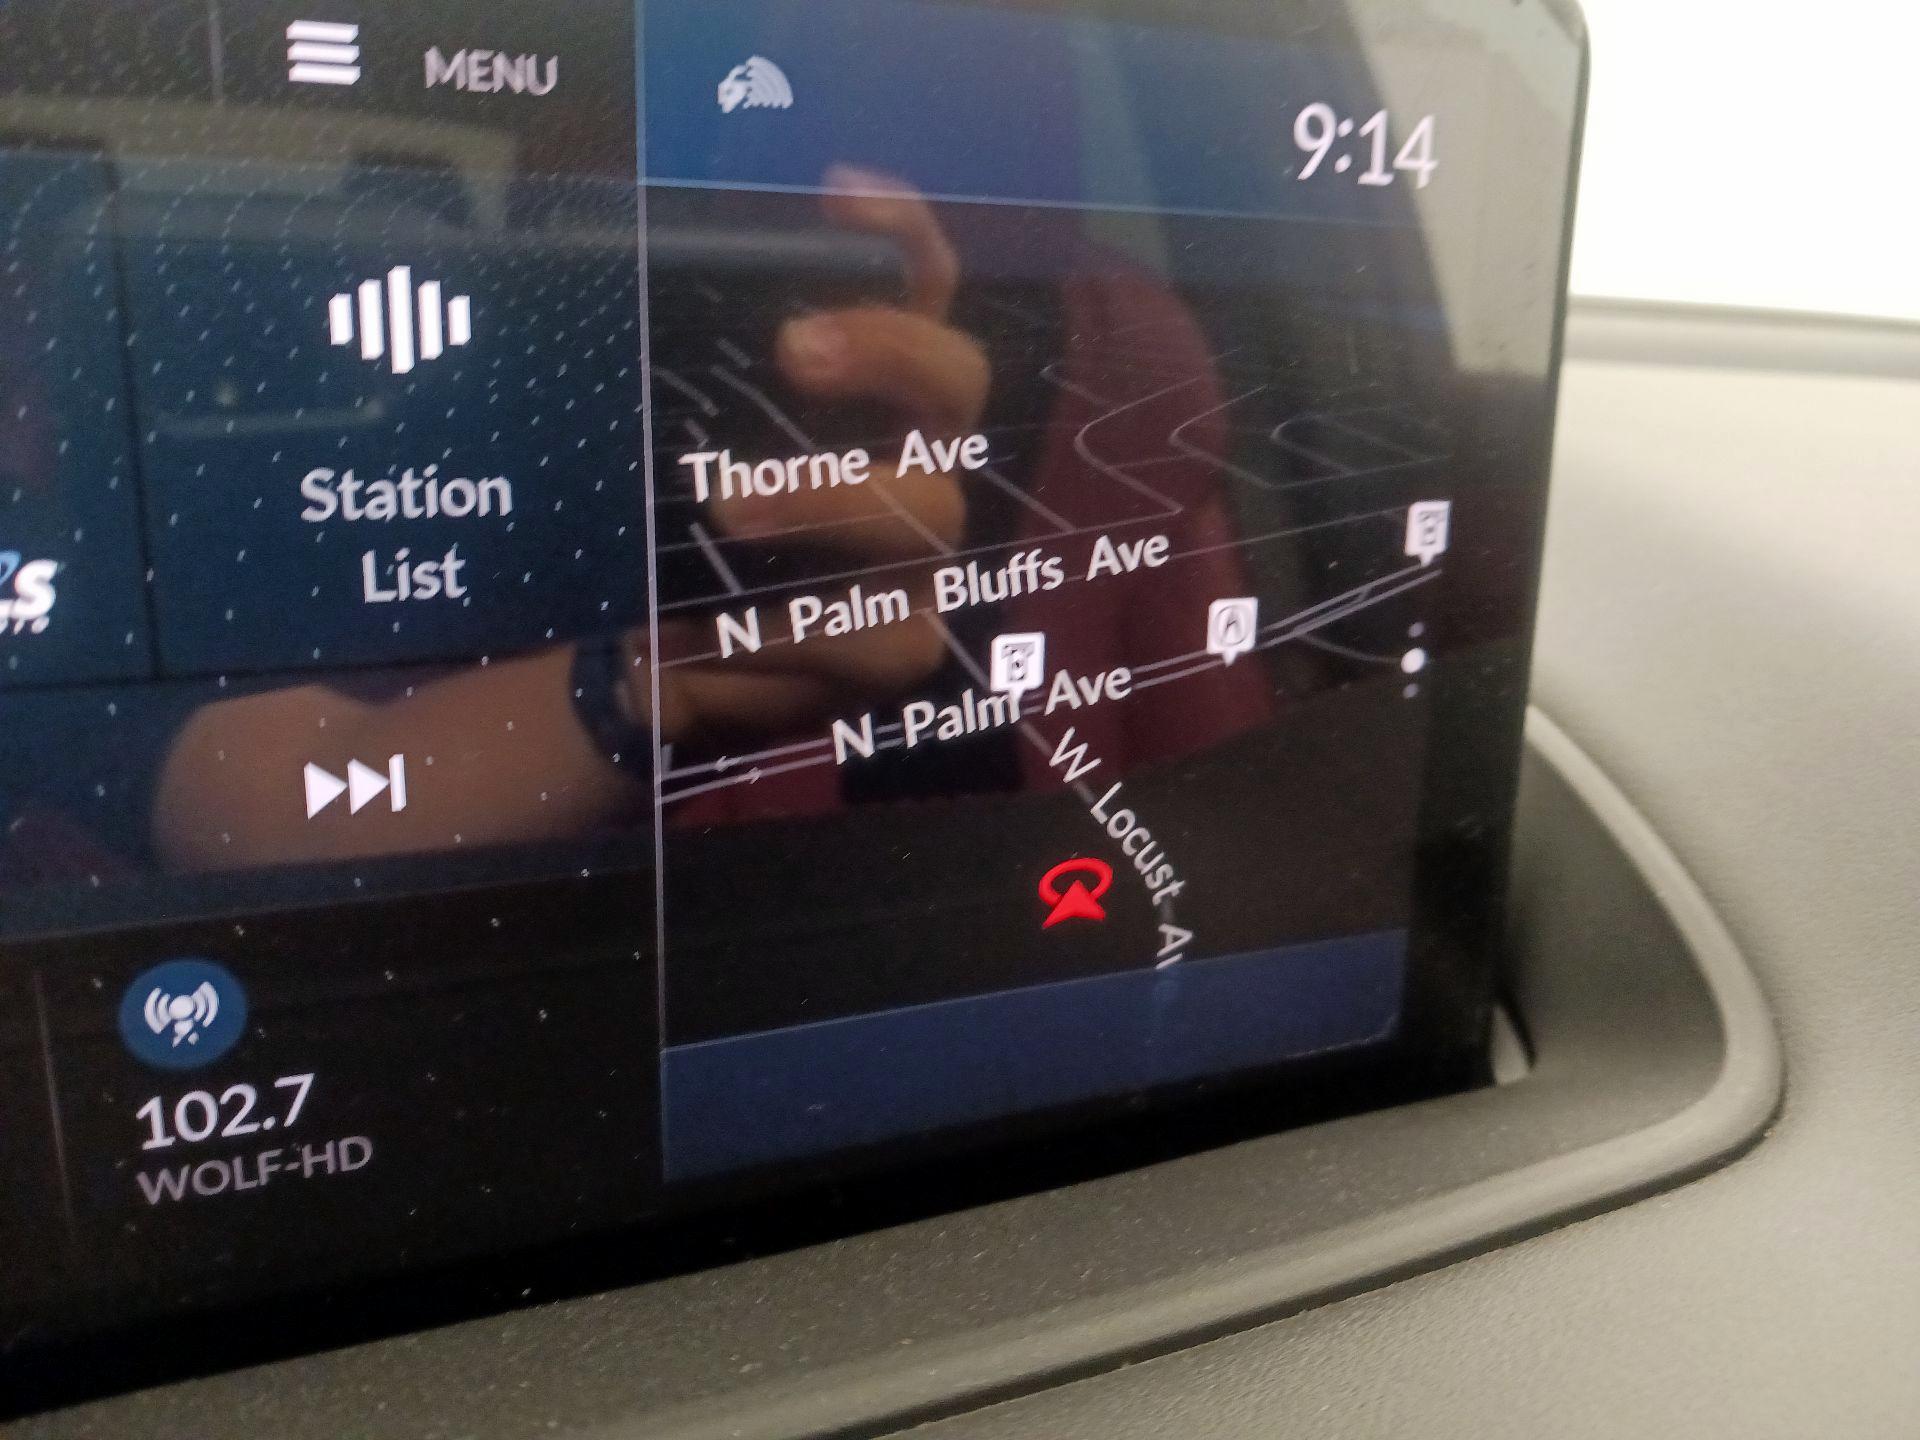 MENU
9:14
Station
List
Thorne Ave
N Palm Bluffs Ave
N Palm Ave
W Locust
102.7
WOLF-HD